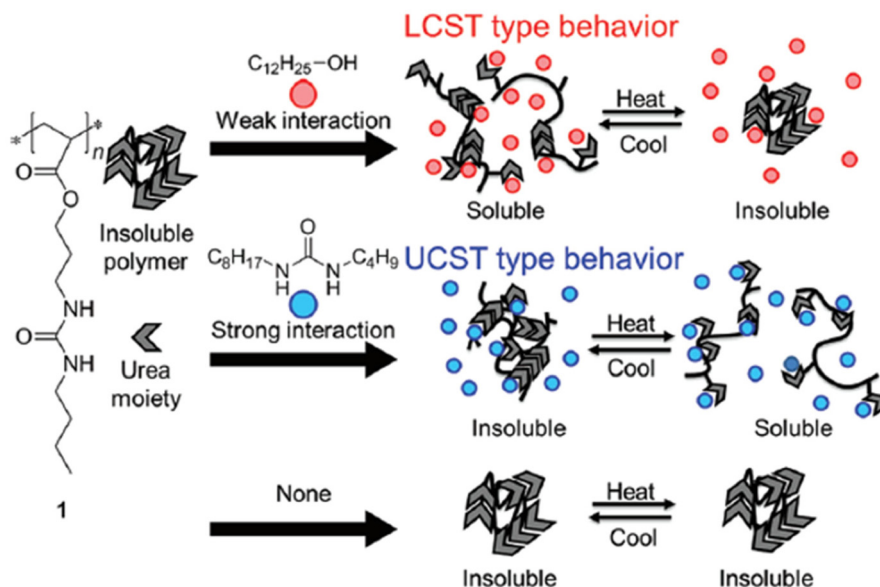 LCST type behavior
C12H25–OH
Weak interaction
Heat
Cool
Soluble
Insoluble
*
*
n
O
O
Insoluble
polymer
NH
O
NH
Urea
moiety
1
O
C8H17
N
H
N
H
C4H9
UCST type behavior
Strong interaction
Heat
Cool
Insoluble
Soluble
None
Heat
Cool
Insoluble
Insoluble